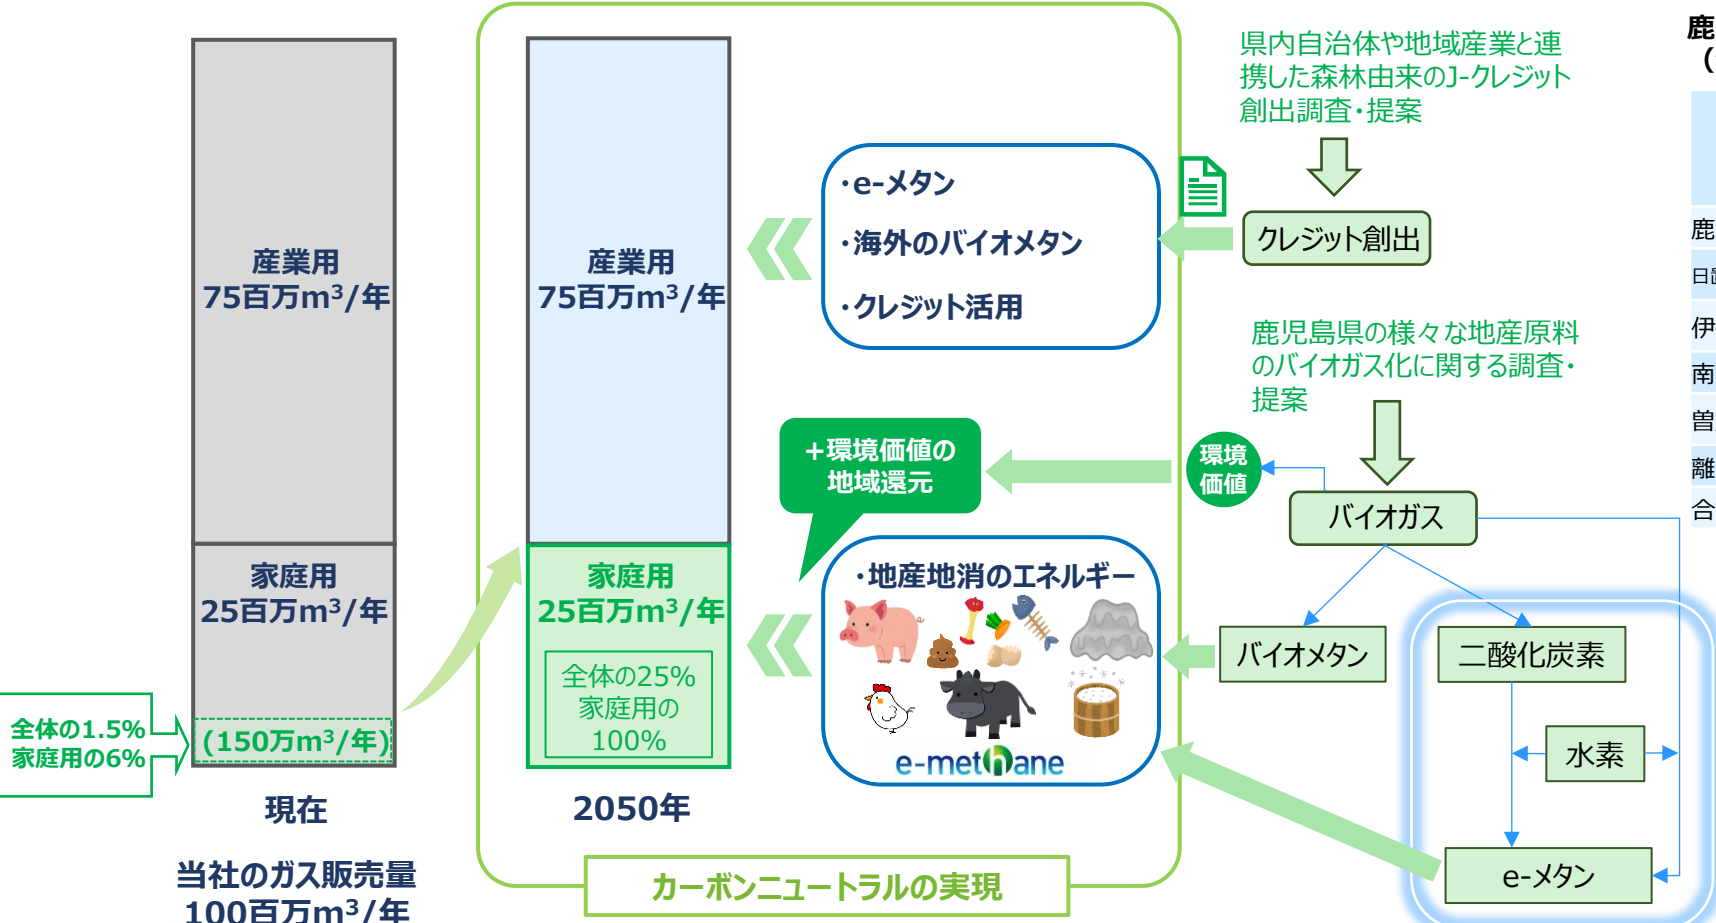 産業用
75百万m³/年
家庭用
25百万m³/年
(150万m³/年)
全体の1.5%
家庭用の6%
現在
当社のガス販売量
100百万m³/年
産業用
75百万m³/年
家庭用
25百万m³/年
全体の25%
家庭用の
100%
2050年
カーボンニュートラルの実現
・e-メタン
・海外のバイオメタン
・クレジット活用
+環境価値の
地域還元
・地産地消のエネルギー
e-methane
県内自治体や地域産業と連
携した森林由来のJ-クレジット
創出調査・提案
クレジット創出
鹿児島県の様々な地産原料
のバイオガス化に関する調査・
提案
環境
価値
バイオガス
バイオメタン
二酸化炭素
水素
e-メタン
鹿
(
鹿
日
伊
南
曽
離
合